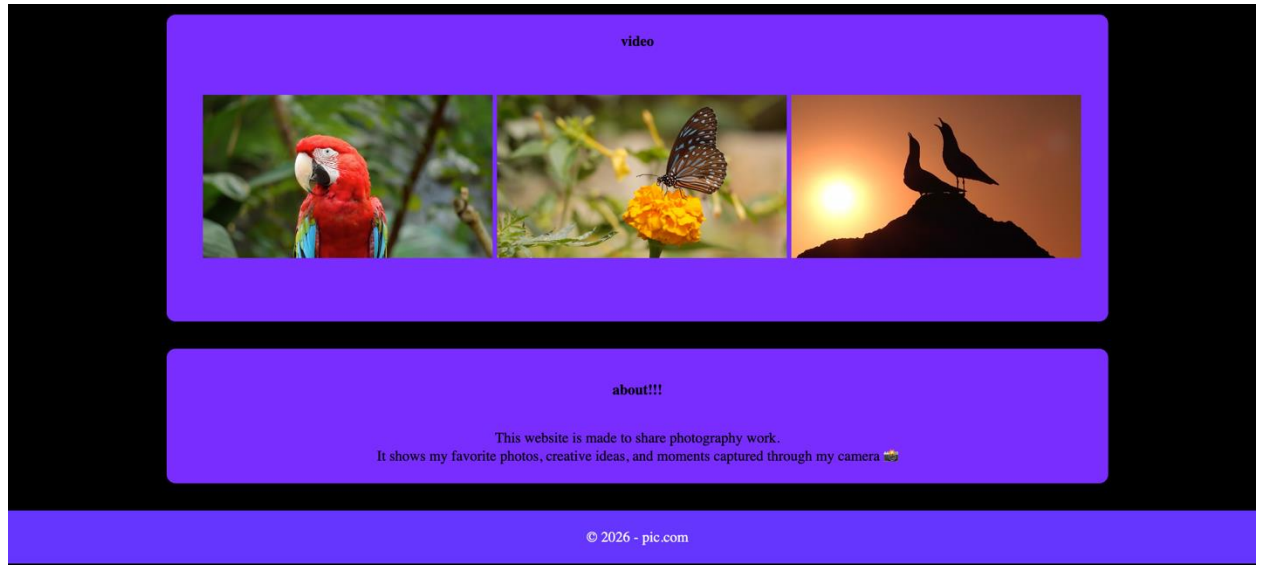 video
about!!!
This website is made to share photography work.
It shows my favorite photos, creative ideas, and moments captured through my camera 📸
© 2026 - pic.com